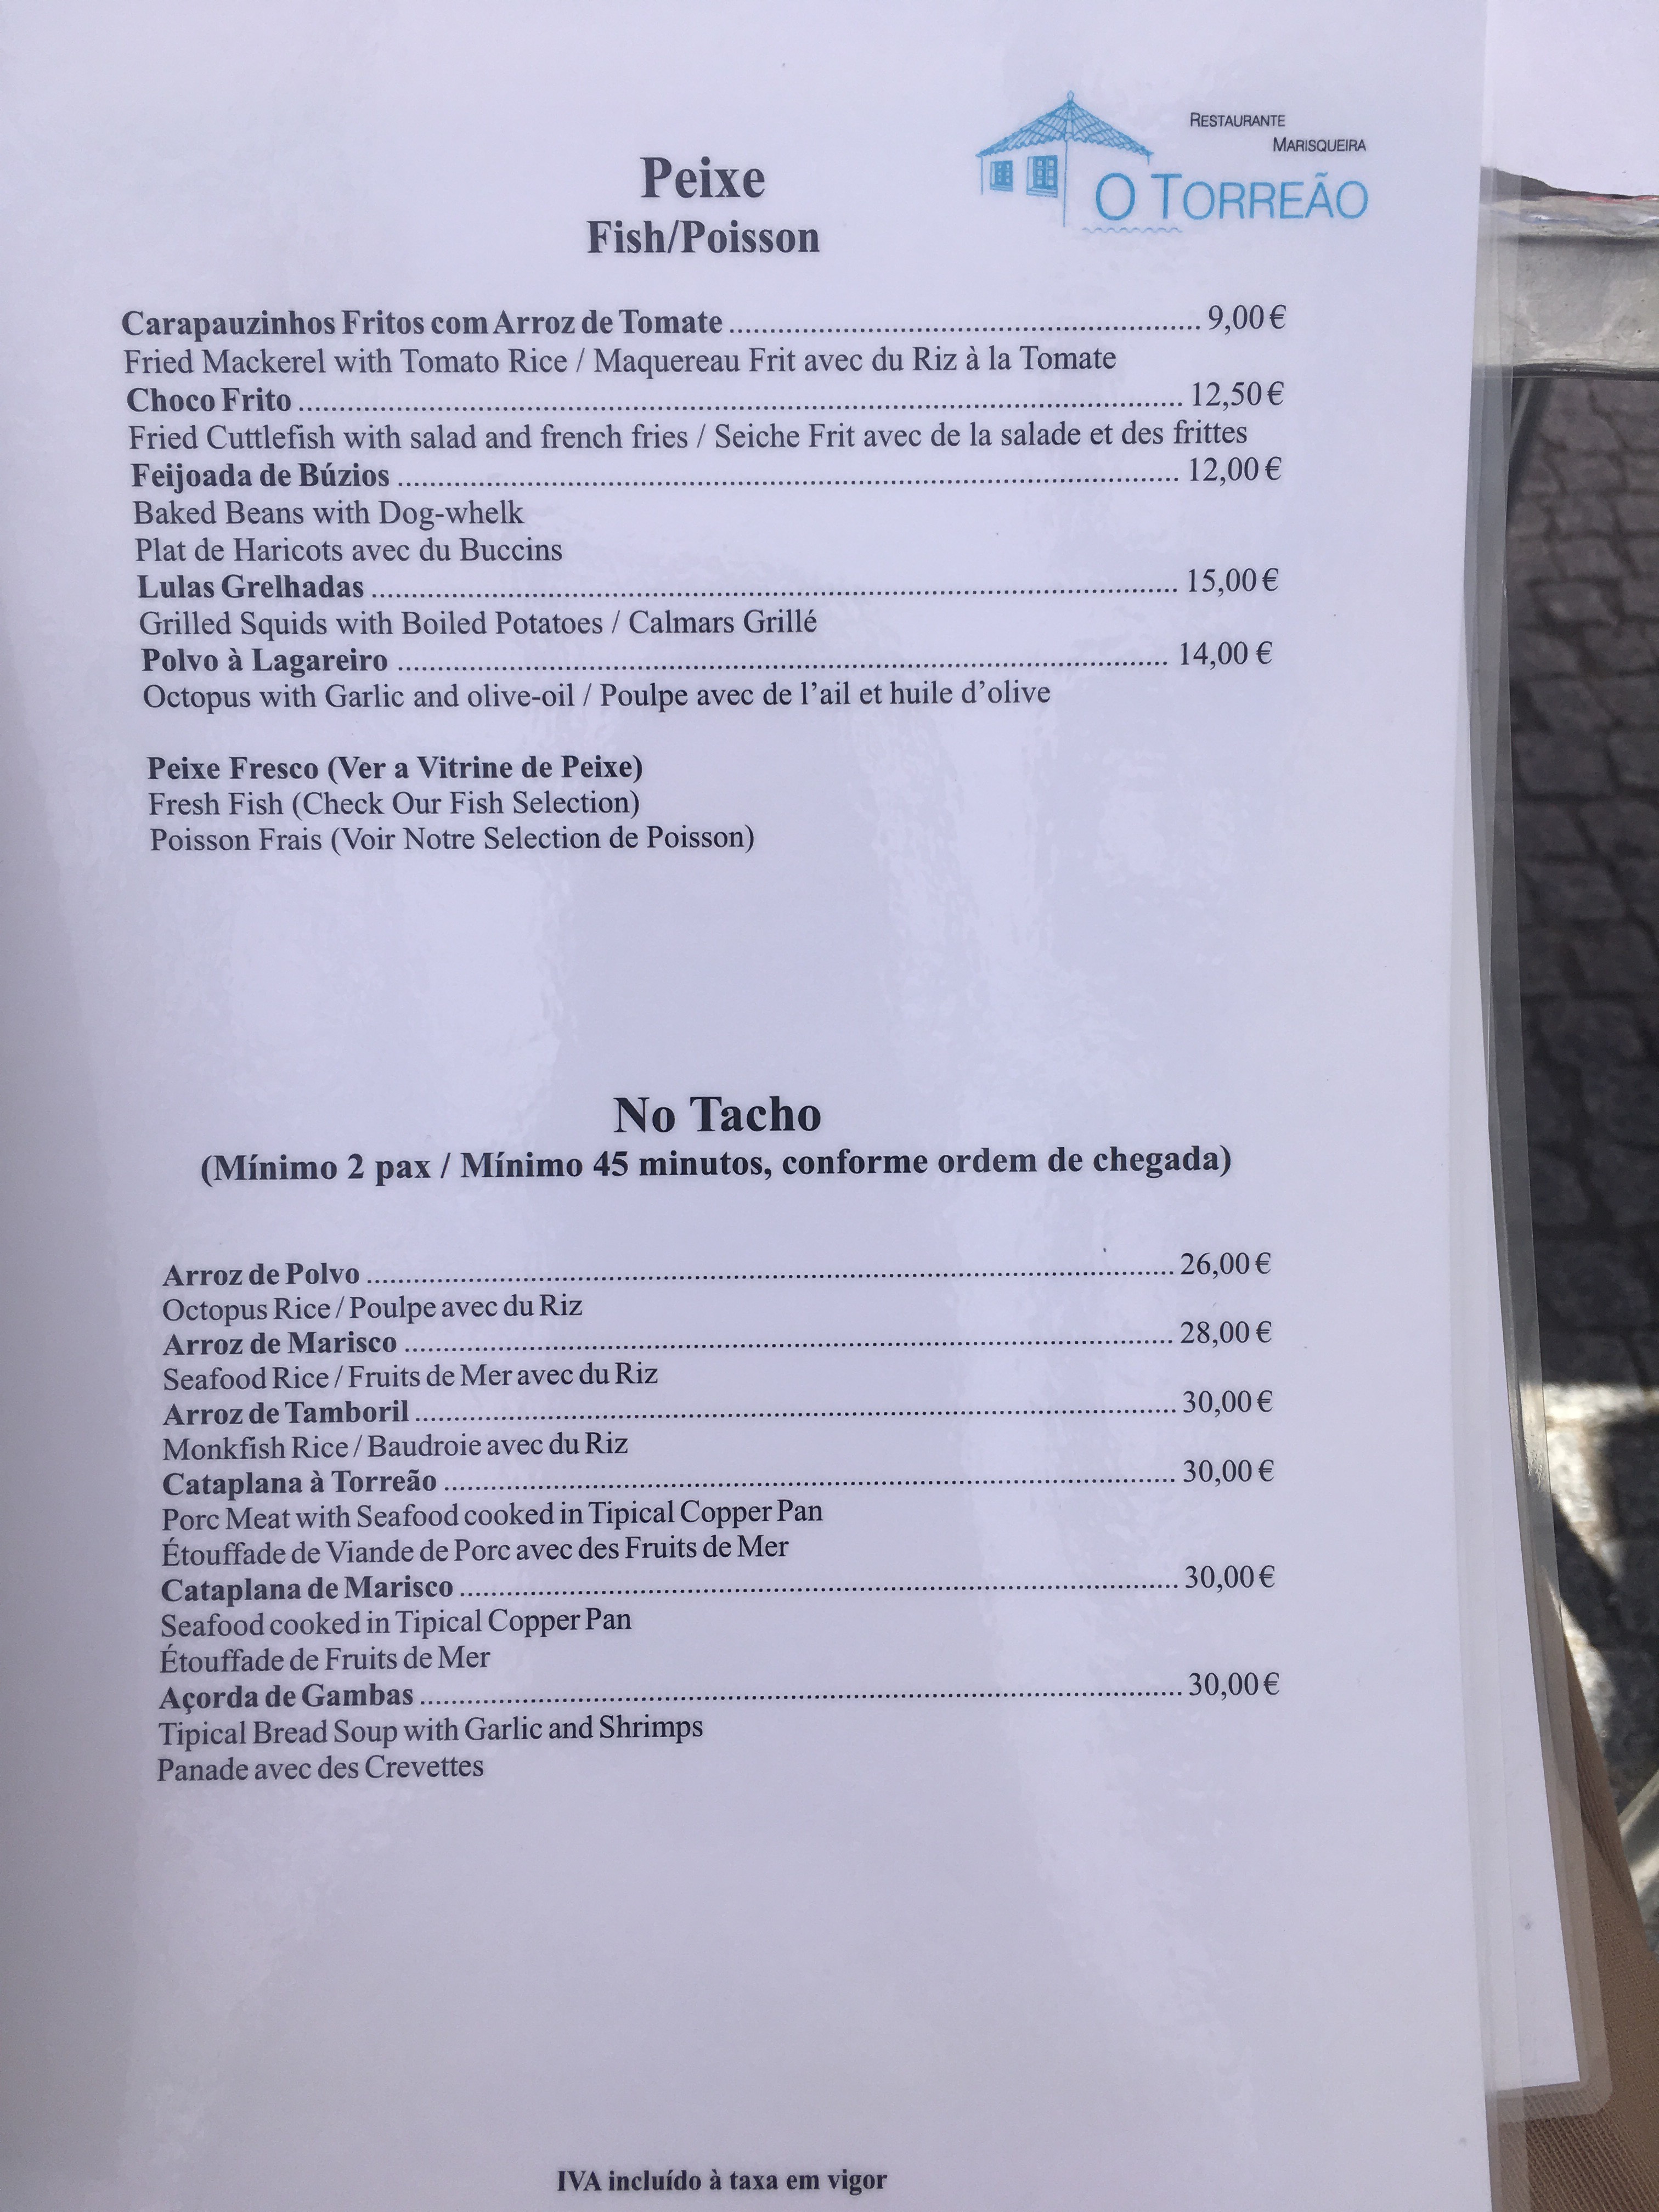 RESTAURANTE
MARISQUEIRA
O TORREÃO
Peixe
Fish/Poisson
Carapauzinhos Fritos com Arroz de Tomate ........ 9,00 €
Fried Mackerel with Tomato Rice / Maquereau Frit avec du Riz à la Tomate
Choco Frito ........ 12,50 €
Fried Cuttlefish with salad and french fries / Seiche Frit avec de la salade et des frittes
Feijoada de Búzios ........ 12,00 €
Baked Beans with Dog-whelk
Plat de Haricots avec du Buccins
Lulas Grelhadas ........ 15,00 €
Grilled Squids with Boiled Potatoes / Calmars Grillé
Polvo à Lagareiro ........ 14,00 €
Octopus with Garlic and olive-oil / Poulpe avec de l’ail et huile d’olive
Peixe Fresco (Ver a Vitrine de Peixe)
Fresh Fish (Check Our Fish Selection)
Poisson Frais (Voir Notre Selection de Poisson)
No Tacho
(Mínimo 2 pax / Mínimo 45 minutos, conforme ordem de chegada)
Arroz de Polvo ........ 26,00 €
Octopus Rice / Poulpe avec du Riz
Arroz de Marisco ........ 28,00 €
Seafood Rice / Fruits de Mer avec du Riz
Arroz de Tamboril ........ 30,00 €
Monkfish Rice / Baudroie avec du Riz
Cataplana à Torreão ........ 30,00 €
Porc Meat with Seafood cooked in Tipical Copper Pan
Étouffade de Viande de Porc avec des Fruits de Mer
Cataplana de Marisco ........ 30,00 €
Seafood cooked in Tipical Copper Pan
Étouffade de Fruits de Mer
Açorda de Gambas ........ 30,00 €
Tipical Bread Soup with Garlic and Shrimps
Panade avec des Crevettes
IVA incluído à taxa em vigor